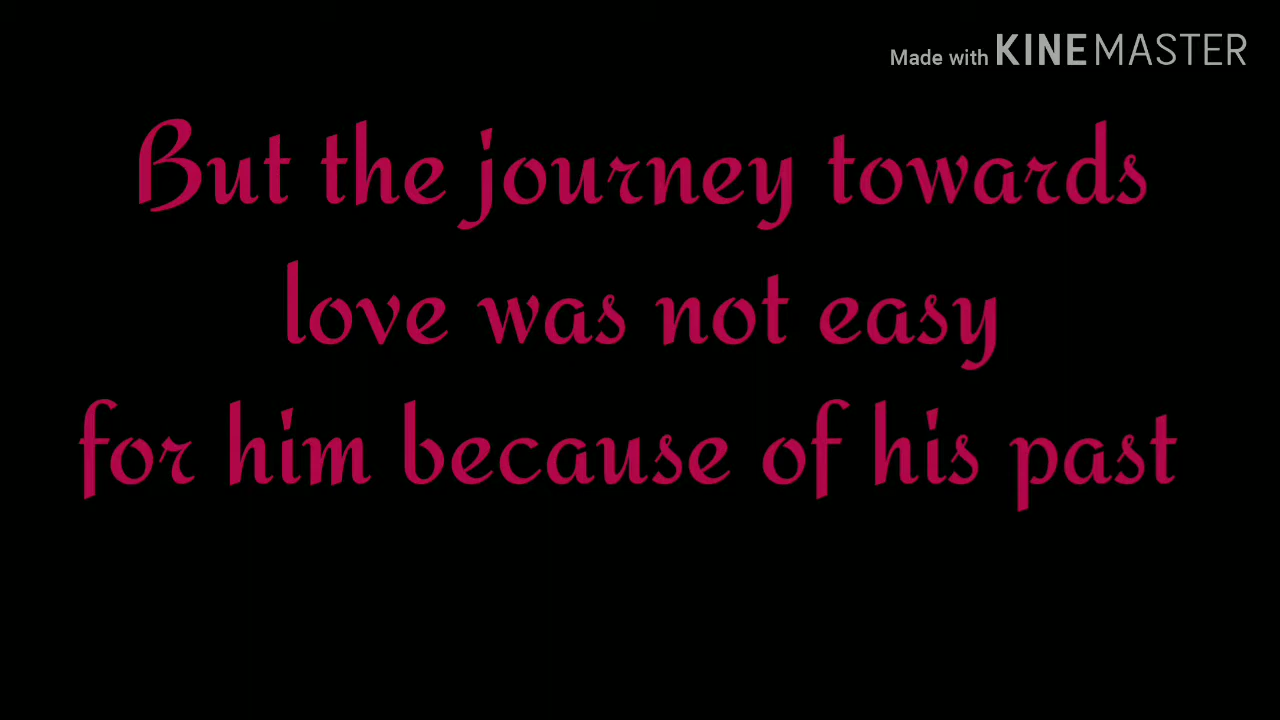 Made with KINEMASTER
But the journey towards
love was not easy
for him because of his past